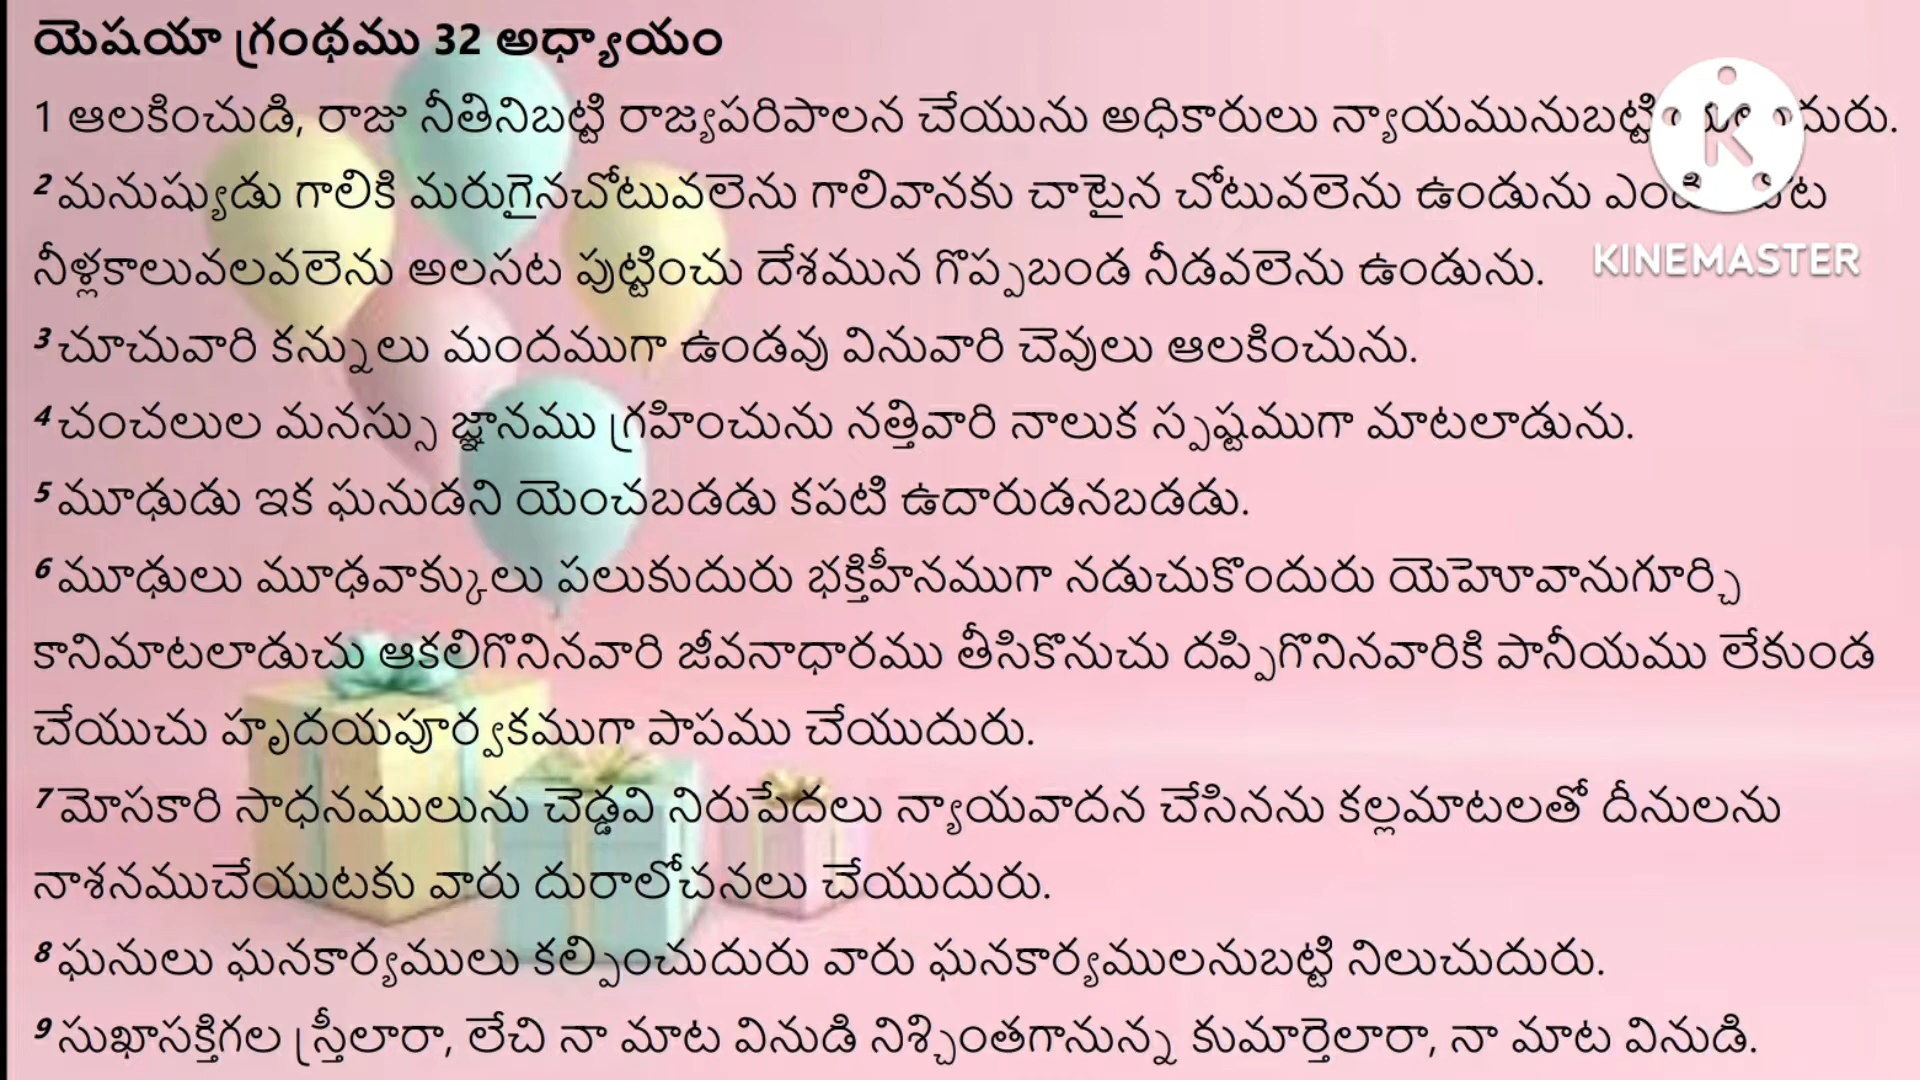 యెషయా గ్రంథము 32 అధ్యాయం
1 ఆలకించుడి, రాజు నీతినిబట్టి రాజ్యపరిపాలన చేయును అధికారులు న్యాయమునుబట్టి
2 మనుష్యుడు గాలికి మరుగైనచోటువలెను గాలివానకు చాటైన చోటువలెను ఉండును
నీళ్లకాలువలవలెను అలసట పుట్టించు దేశమున గొప్పబండ నీడవలెను ఉండును.
KINEMASTER
3 చూచువారి కన్నులు మందముగా ఉండవు వినువారి చెవులు ఆలకించును.
4 చంచలుల మనస్సు జ్ఞానము గ్రహించును నత్తివారి నాలుక స్పష్టముగా మాటలాడును.
5 మూఢుడు ఇక ఘనుడని యెంచబడడు కపటి ఉదారుడనబడడు.
6 మూఢులు మూఢవాక్కులు పలుకుదురు భక్తిహీనముగా నడుచుకొందురు యెహోవానుగూర్చి
కానిమాటలాడుచు ఆకలిగొనినవారి జీవనాధారము తీసికొనుచు దప్పిగొనినవారికి పానీయము లేకుండ
చేయుచు హృదయపూర్వకముగా పాపము చేయుదురు.
7 మోసకారి సాధనములును చెడ్డవి నిరుపేదలు న్యాయవాదన చేసినను కల్లమాటలతో దీనులను
నాశనముచేయుటకు వారు దురాలోచనలు చేయుదురు.
8 ఘనులు ఘనకార్యములు కల్పించుదురు వారు ఘనకార్యములనుబట్టి నిలుచుదురు.
9 సుఖాసక్తిగల స్త్రీలారా, లేచి నా మాట వినుడి నిశ్చింతగానున్న కుమార్తెలారా, నా మాట వినుడి.